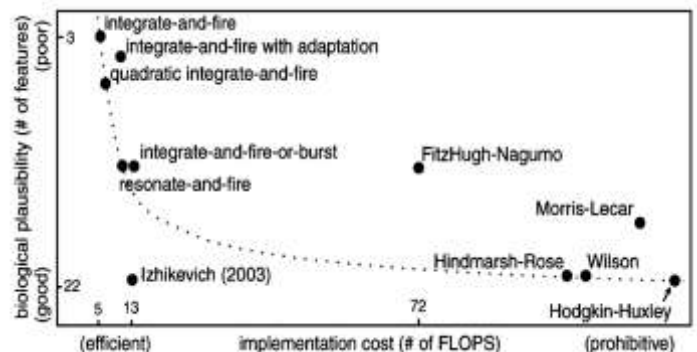 integrate-and-fire
3
integrate-and-fire with adaptation
quadratic integrate-and-fire
integrate-and-fire-or-burst
FitzHugh-Nagumo
resonate-and-fire
Morris-Lecar
Hindmarsh-Rose
Wilson
Izhikevich (2003)
22
Hodgkin-Huxley
5
13
72
(efficient)
implementation cost (# of FLOPS)
(prohibitive)
biological plausibility (# of features)
(good)
(poor)